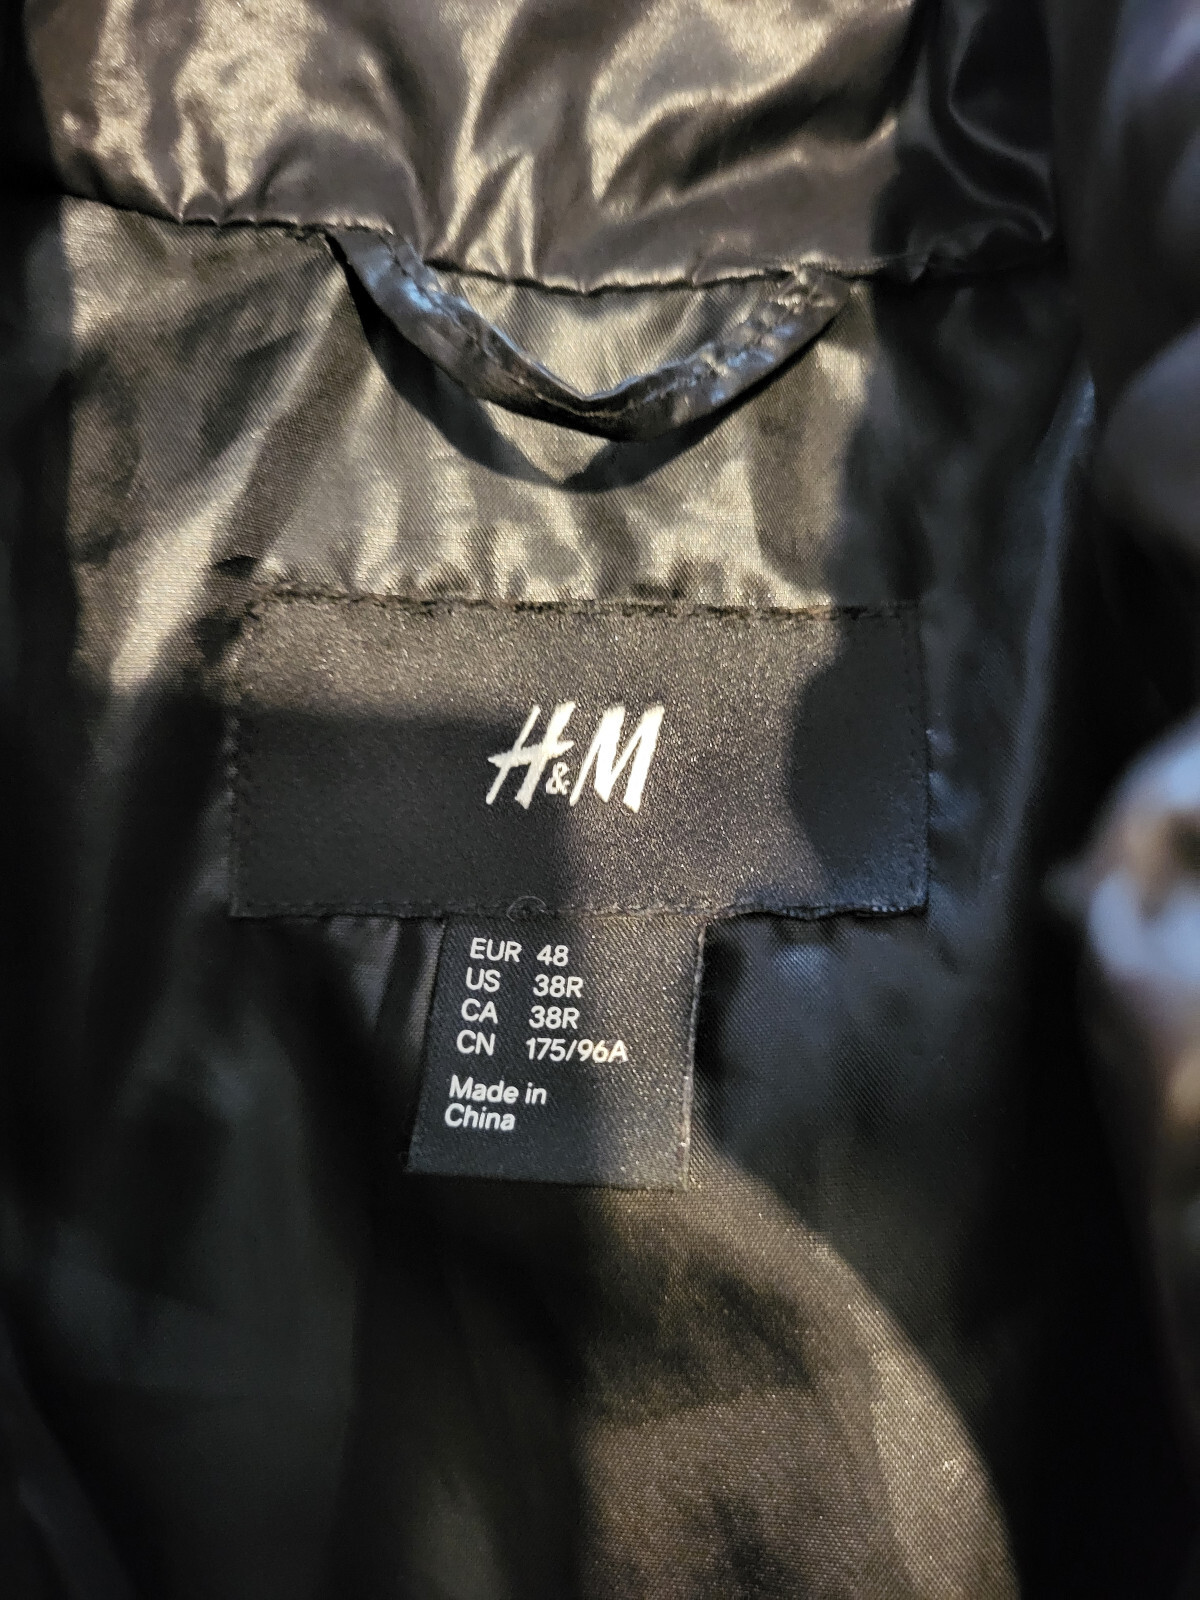 H&M
EUR 48
US 38R
CA 38R
CN 175/96A
Made in
China